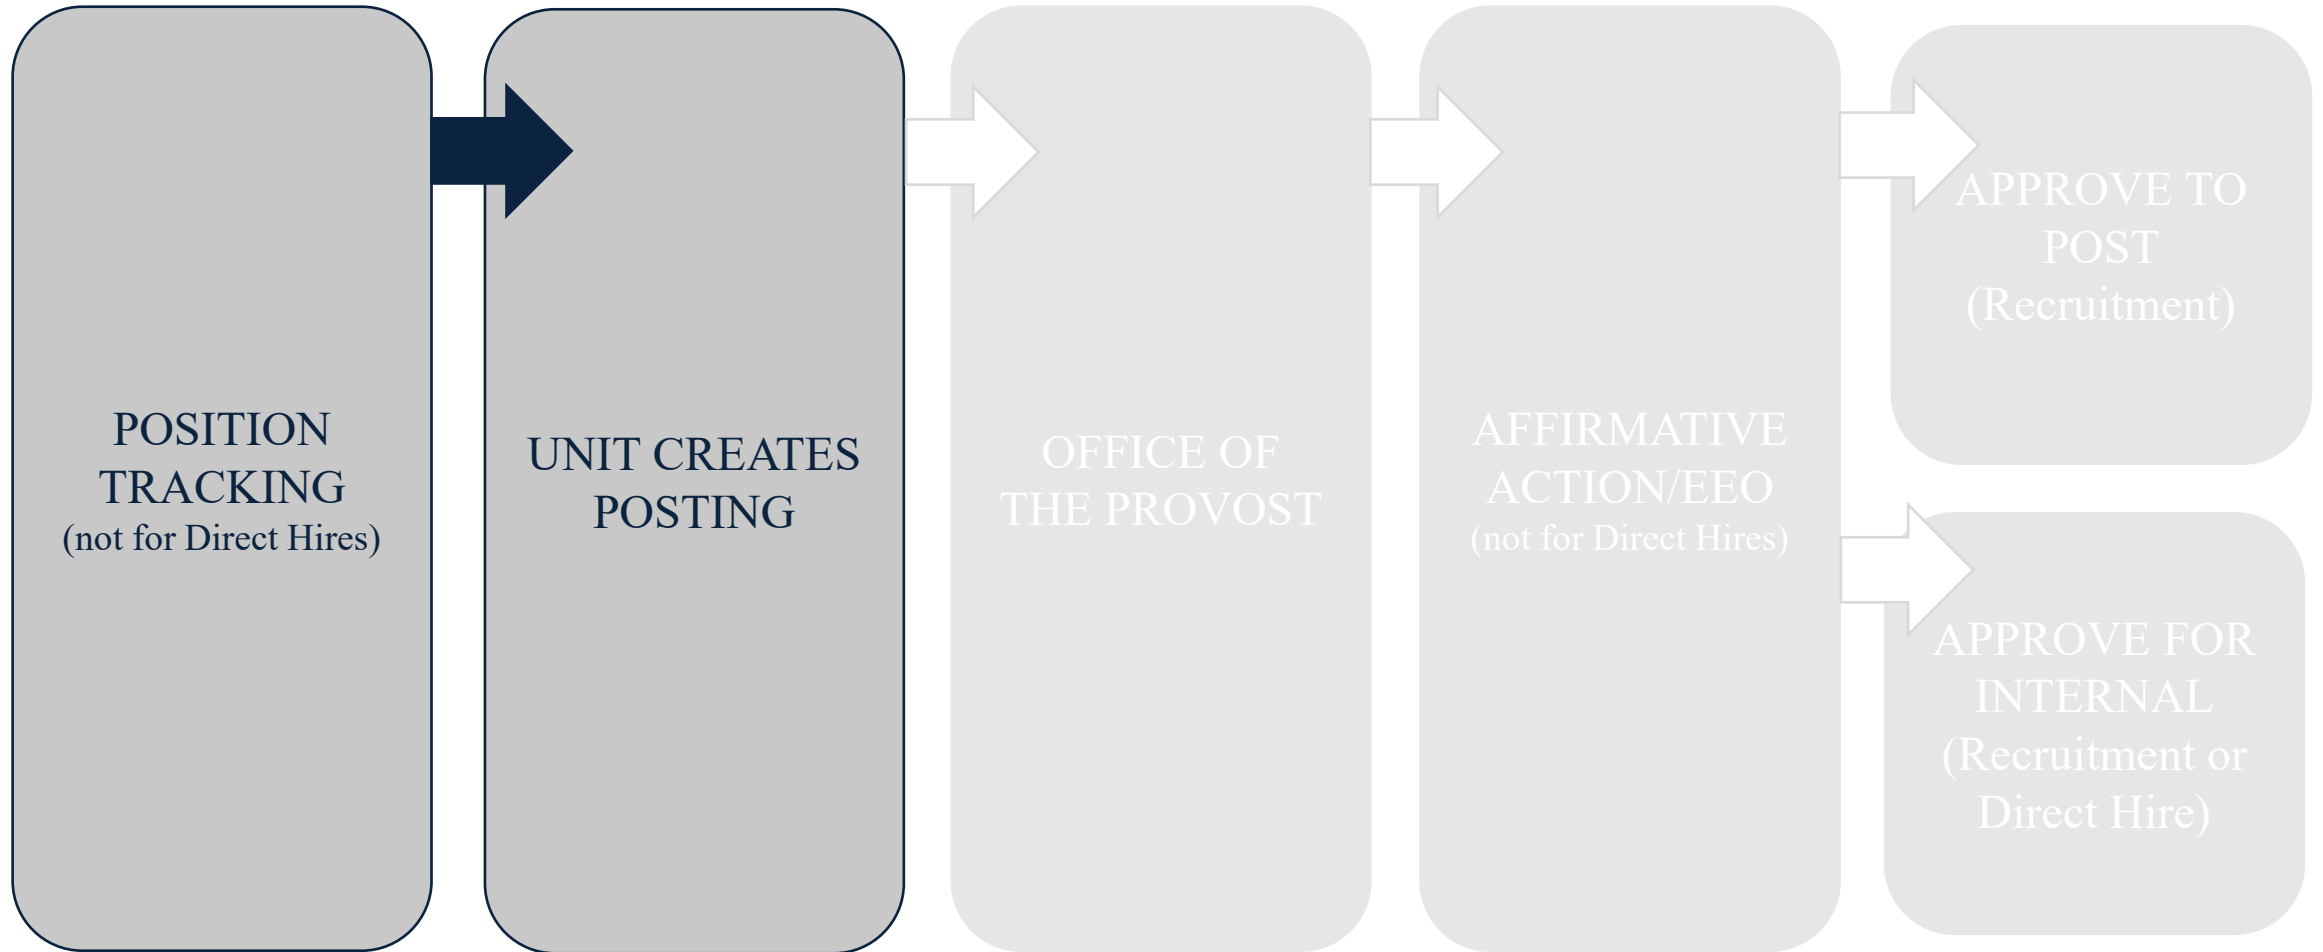 POSITION
TRACKING
(not for Direct Hires)
UNIT CREATES
POSTING
OFFICE OF
THE PROVOST
AFFIRMATIVE
ACTION/EEO
(not for Direct Hires)
APPROVE TO
POST
(Recruitment)
APPROVE FOR
INTERNAL
(Recruitment or
Direct Hire)